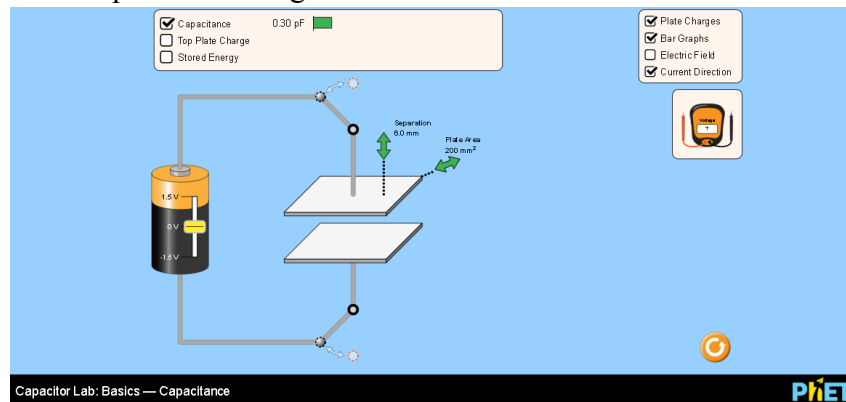 Capacitance 0.30 pF
Top Plate Charge
Stored Energy
Plate Charges
Bar Graphs
Electric Field
Current Direction
Voltage
?
Separation
6.0 mm
Plate Area
200 mm²
1.5 V
0 V
-1.5 V
Capacitor Lab: Basics — Capacitance
PhET